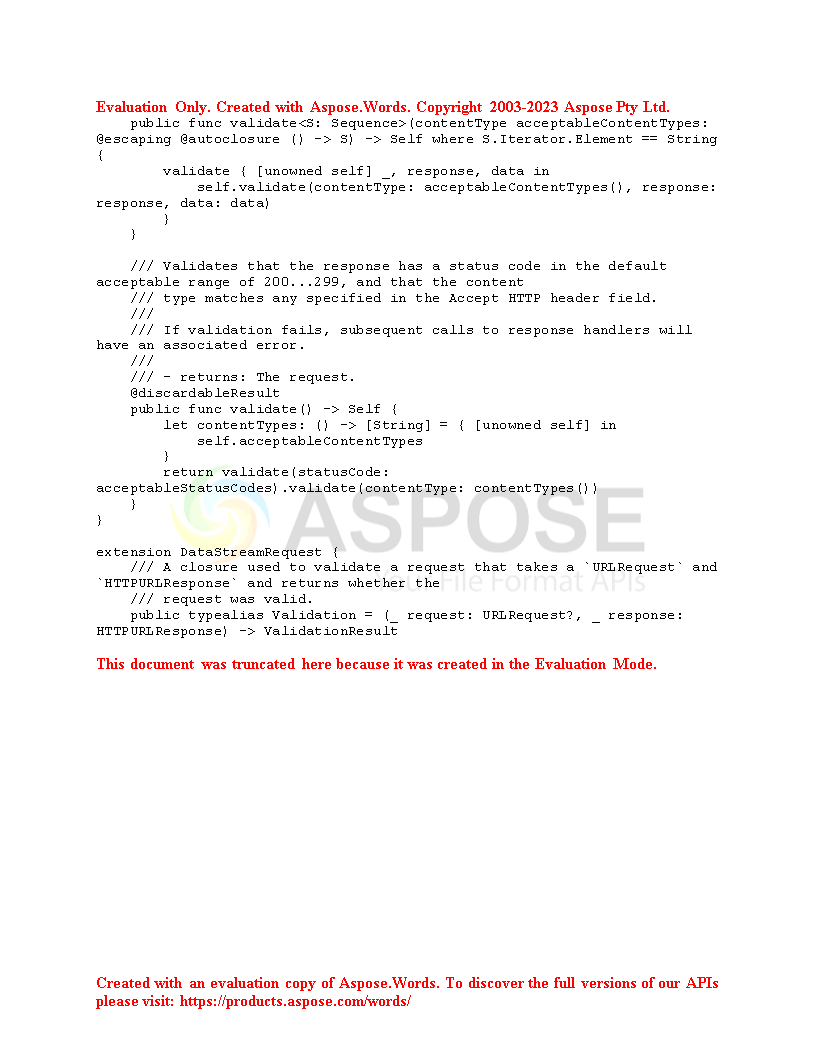 Evaluation Only. Created with Aspose.Words. Copyright 2003-2023 Aspose Pty Ltd.
    public func validate<S: Sequence>(contentType acceptableContentTypes:
@escaping @autoclosure () -> S) -> Self where S.Iterator.Element == String
{
        validate { [unowned self] _, response, data in
            self.validate(contentType: acceptableContentTypes(), response:
response, data: data)
        }
    }

    /// Validates that the response has a status code in the default
acceptable range of 200...299, and that the content
    /// type matches any specified in the Accept HTTP header field.
    ///
    /// If validation fails, subsequent calls to response handlers will
have an associated error.
    ///
    /// - returns: The request.
    @discardableResult
    public func validate() -> Self {
        let contentTypes: () -> [String] = { [unowned self] in
            self.acceptableContentTypes
        }
        return validate(statusCode:
acceptableStatusCodes).validate(contentType: contentTypes())
    }
}
ASPOSE

extension DataStreamRequest {
    /// A closure used to validate a request that takes a `URLRequest` and
`HTTPURLResponse` and returns whether the
Your File Format APIs
    /// request was valid.
    public typealias Validation = (_ request: URLRequest?, _ response:
HTTPURLResponse) -> ValidationResult

This document was truncated here because it was created in the Evaluation Mode.

Created with an evaluation copy of Aspose.Words. To discover the full versions of our APIs
please visit: https://products.aspose.com/words/